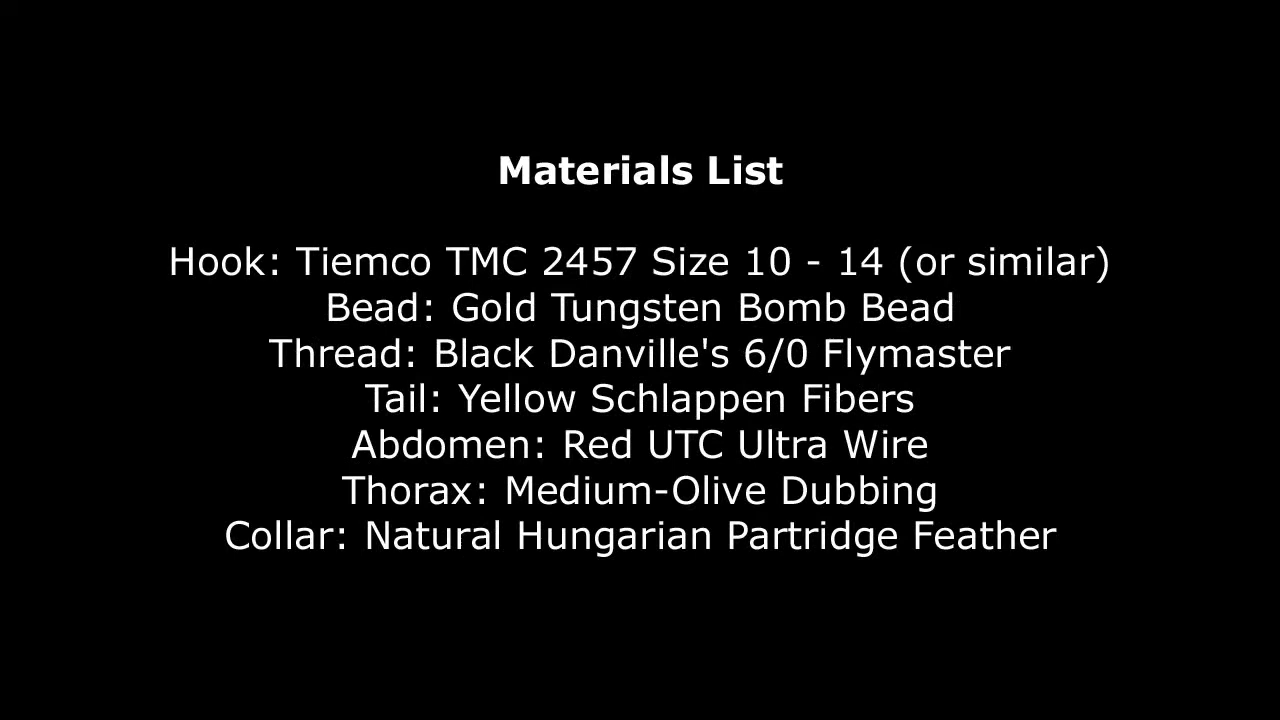 Materials List
Hook: Tiemco TMC 2457 Size 10 - 14 (or similar)
Bead: Gold Tungsten Bomb Bead
Thread: Black Danville's 6/0 Flymaster
Tail: Yellow Schlappen Fibers
Abdomen: Red UTC Ultra Wire
Thorax: Medium-Olive Dubbing
Collar: Natural Hungarian Partridge Feather